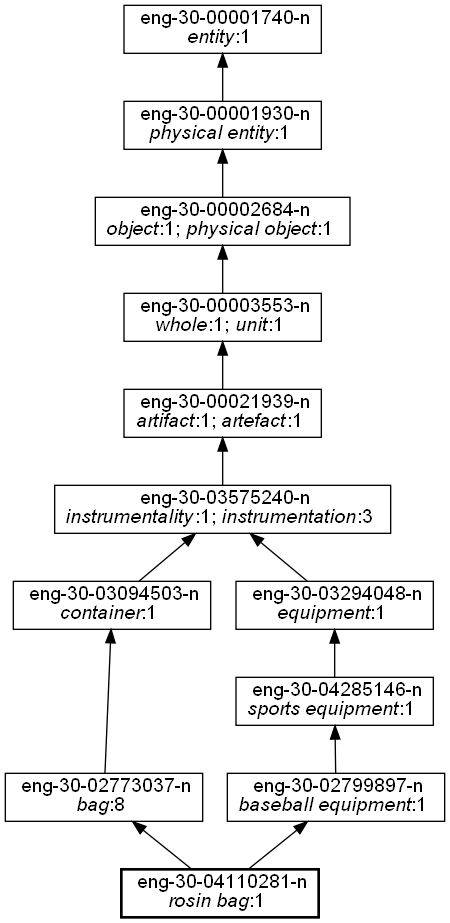 eng-30-00001740-n
entity:1
eng-30-00001930-n
physical entity:1
eng-30-00002684-n
object:1; physical object:1
eng-30-00003553-n
whole:1; unit:1
eng-30-00021939-n
artifact:1; artefact:1
eng-30-03575240-n
instrumentality:1; instrumentation:3
eng-30-03094503-n
container:1
eng-30-03294048-n
equipment:1
eng-30-04285146-n
sports equipment:1
eng-30-02773037-n
bag:8
eng-30-02799897-n
baseball equipment:1
eng-30-04110281-n
rosin bag:1